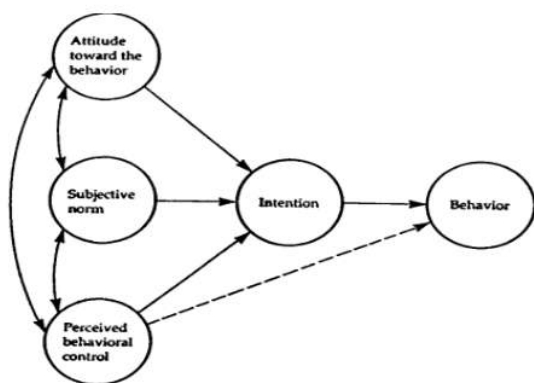 Attitude
toward the
behavior
Subjective
norm
Intention
Behavior
Perceived
behavioral
control